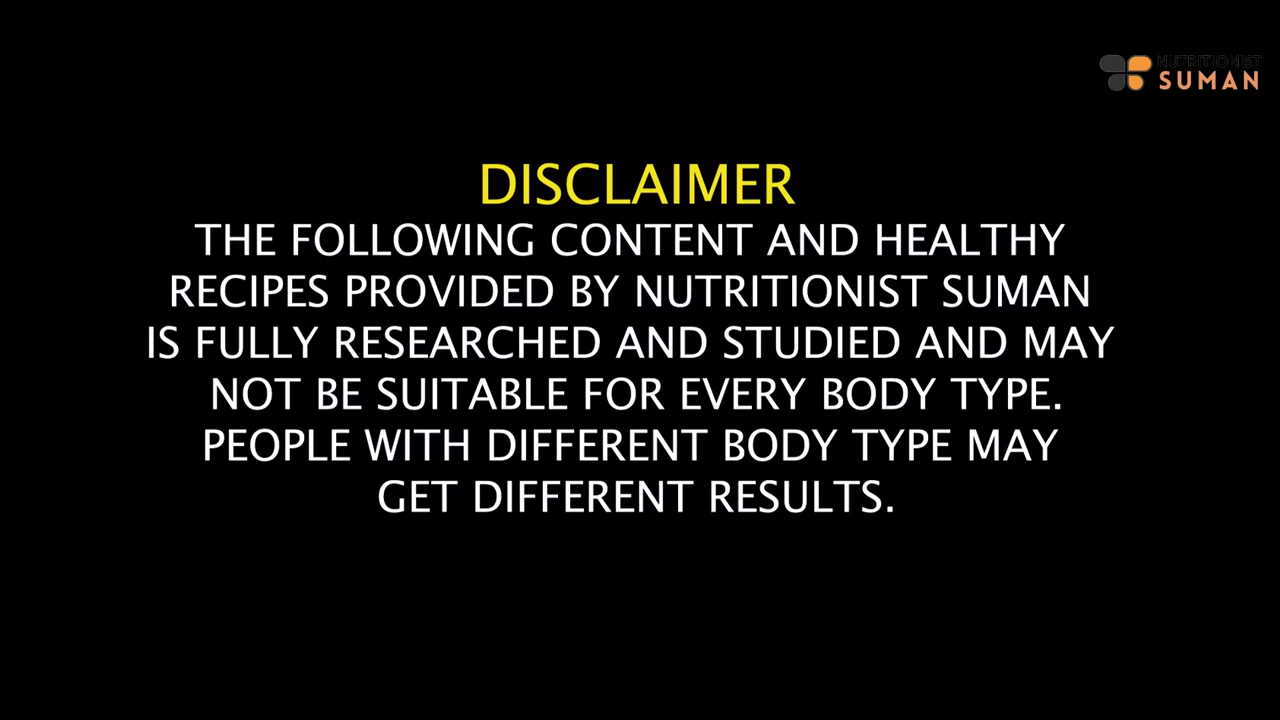 NUTRITIONIST
SUMAN
DISCLAIMER
THE FOLLOWING CONTENT AND HEALTHY
RECIPES PROVIDED BY NUTRITIONIST SUMAN
IS FULLY RESEARCHED AND STUDIED AND MAY
NOT BE SUITABLE FOR EVERY BODY TYPE.
PEOPLE WITH DIFFERENT BODY TYPE MAY
GET DIFFERENT RESULTS.